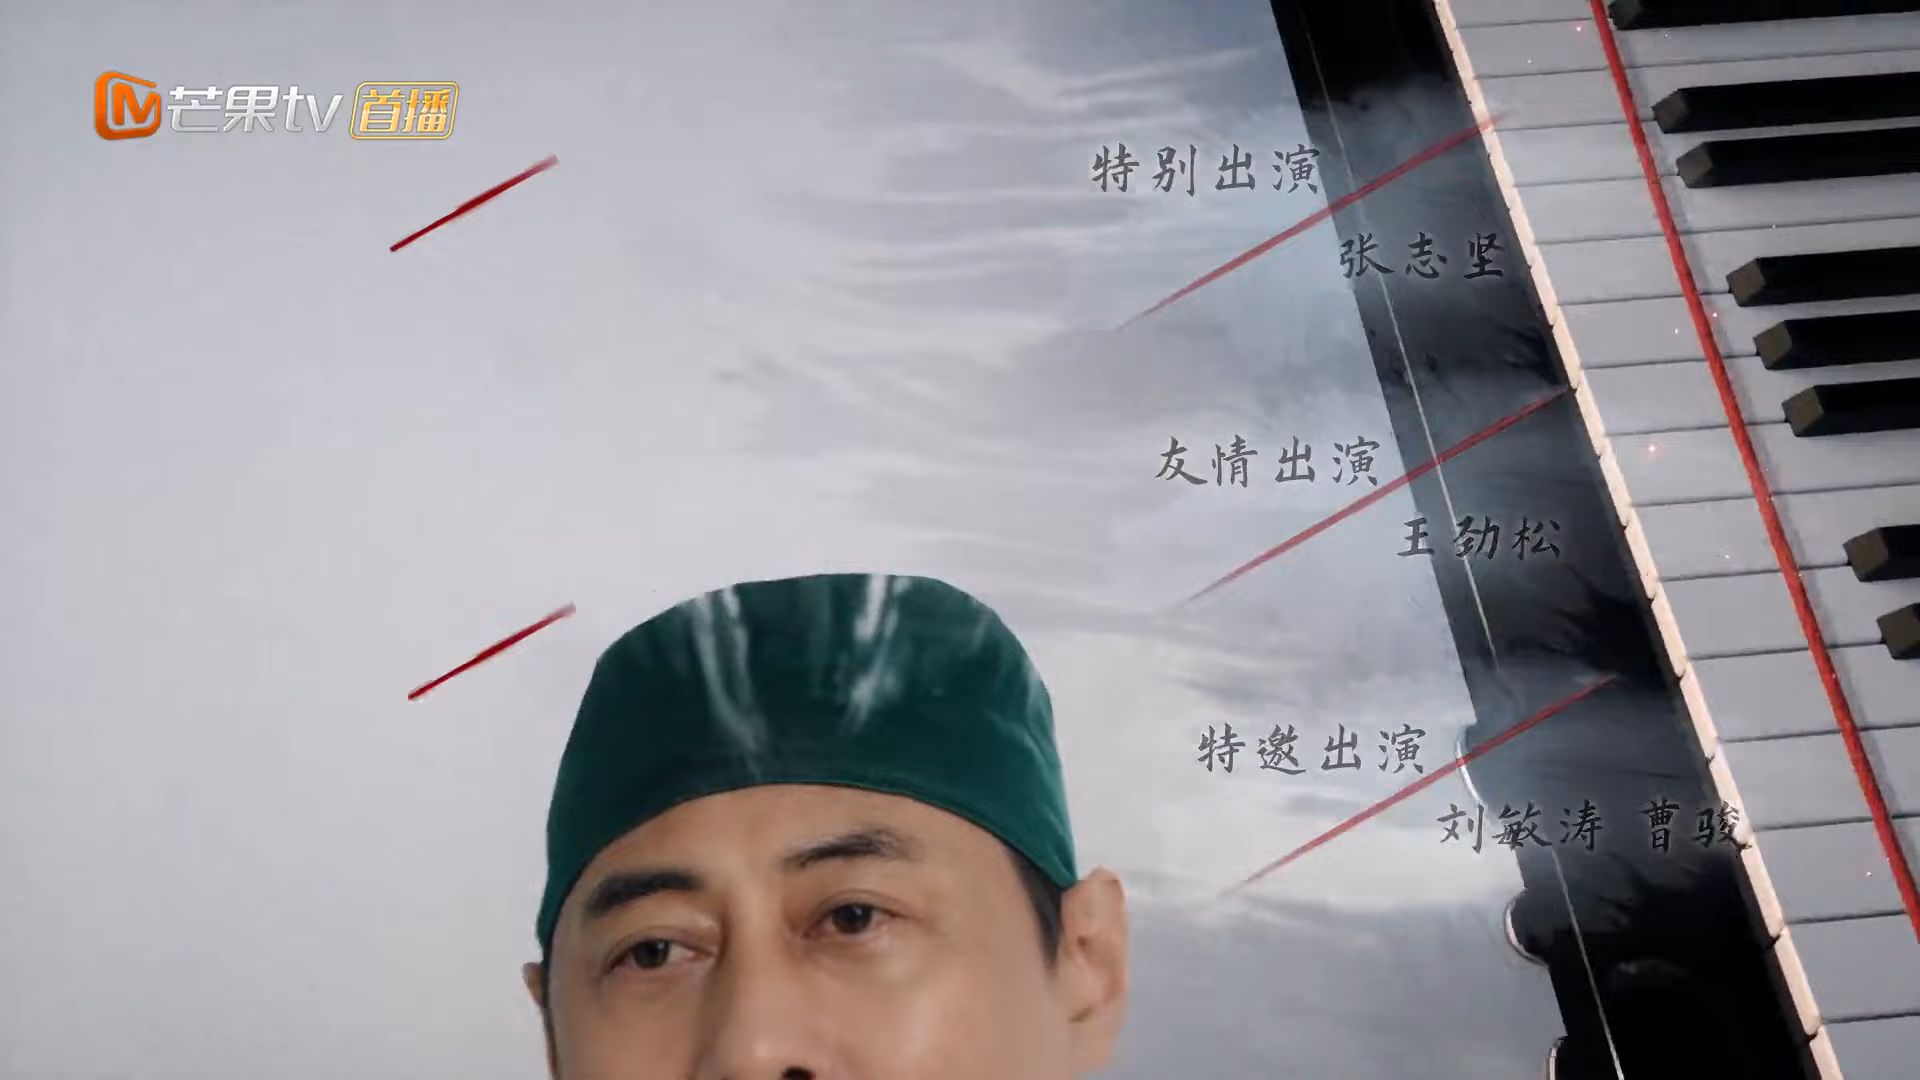 芒果tv 首播
特别出演
张志坚
友情出演
王劲松
特邀出演
刘敏涛 曹骏